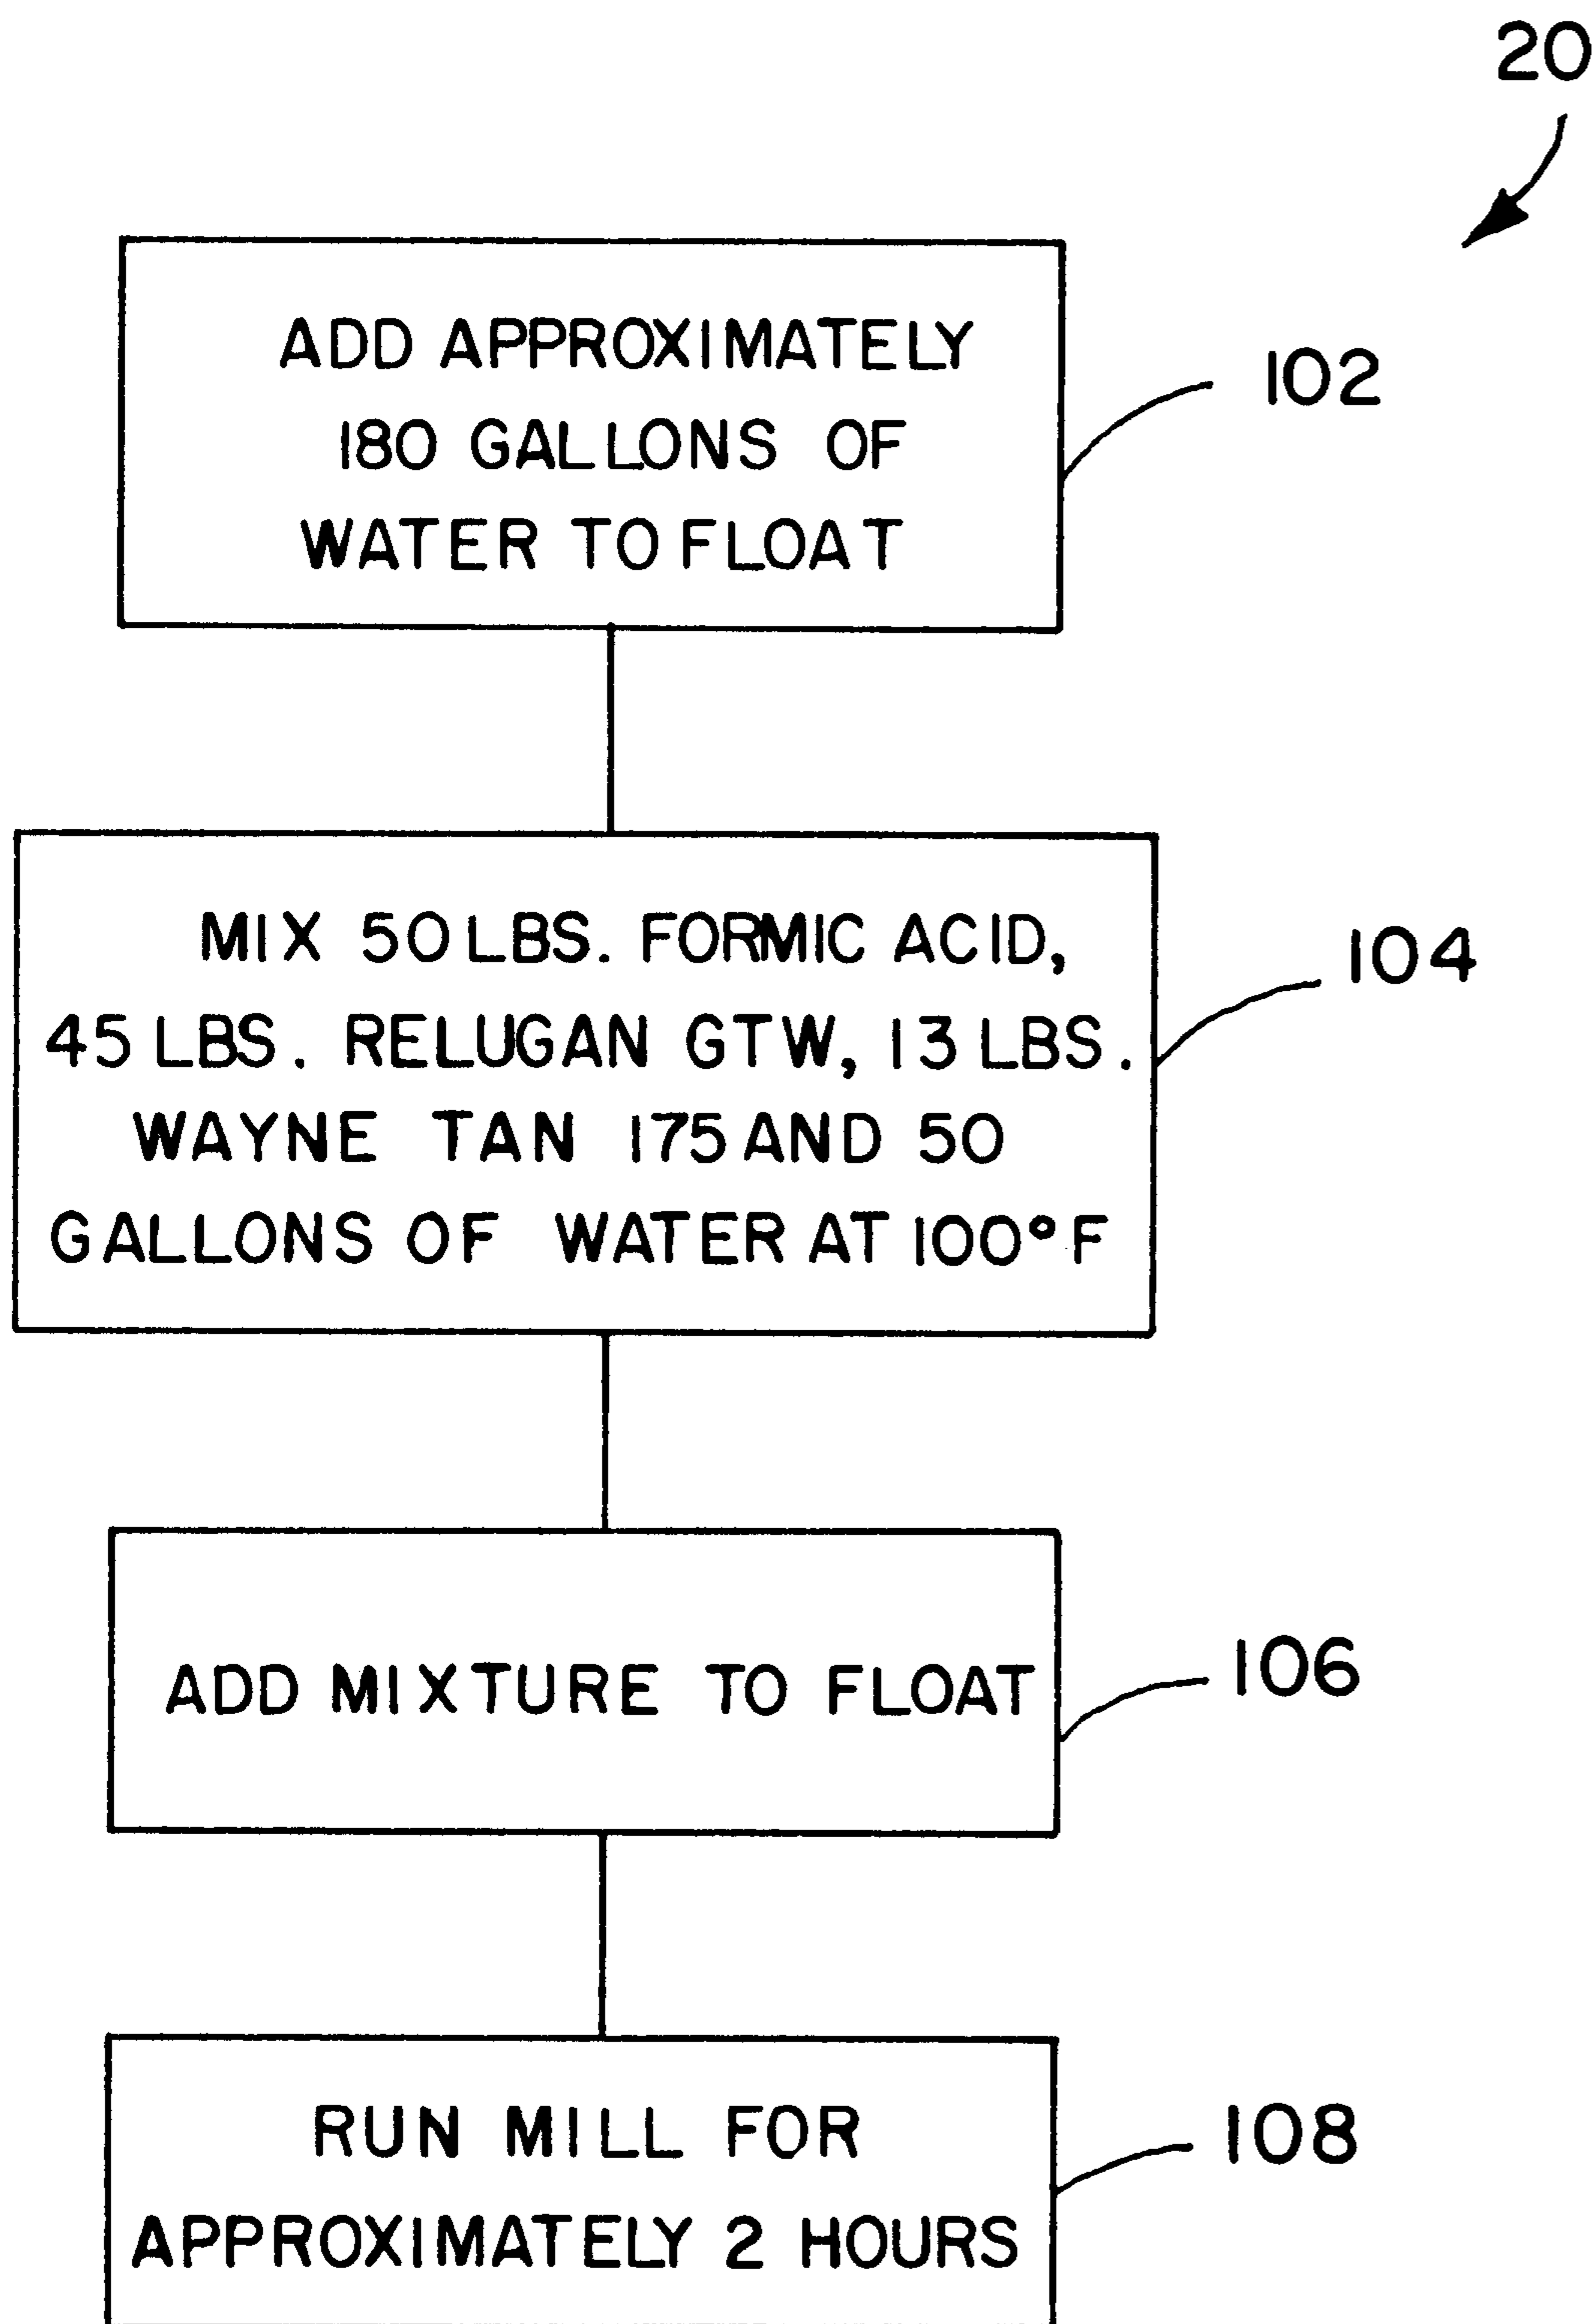 20
ADD APPROXIMATELY
180 GALLONS OF
WATER TO FLOAT
102
MIX 50 LBS. FORMIC ACID,
45 LBS. RELUGAN GTW, 13 LBS.
WAYNE TAN 175 AND 50
GALLONS OF WATER AT 100°F
104
ADD MIXTURE TO FLOAT
106
RUN MILL FOR
APPROXIMATELY 2 HOURS
108